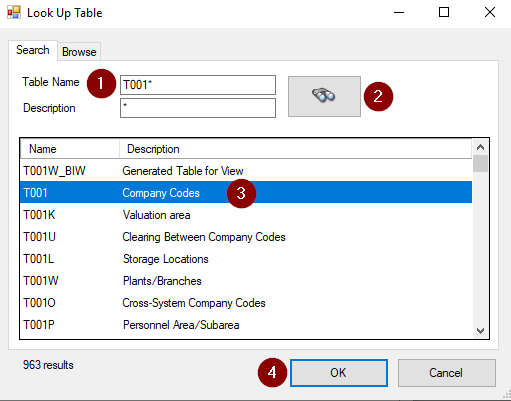 Look Up Table
Search Browse
Table Name 1 T001* 2
Description *
Name Description
T001W_BIW Generated Table for View
T001 Company Codes 3
T001K Valuation area
T001U Clearing Between Company Codes
T001L Storage Locations
T001W Plants/Branches
T001O Cross-System Company Codes
T001P Personnel Area/Subarea
963 results 4 OK Cancel